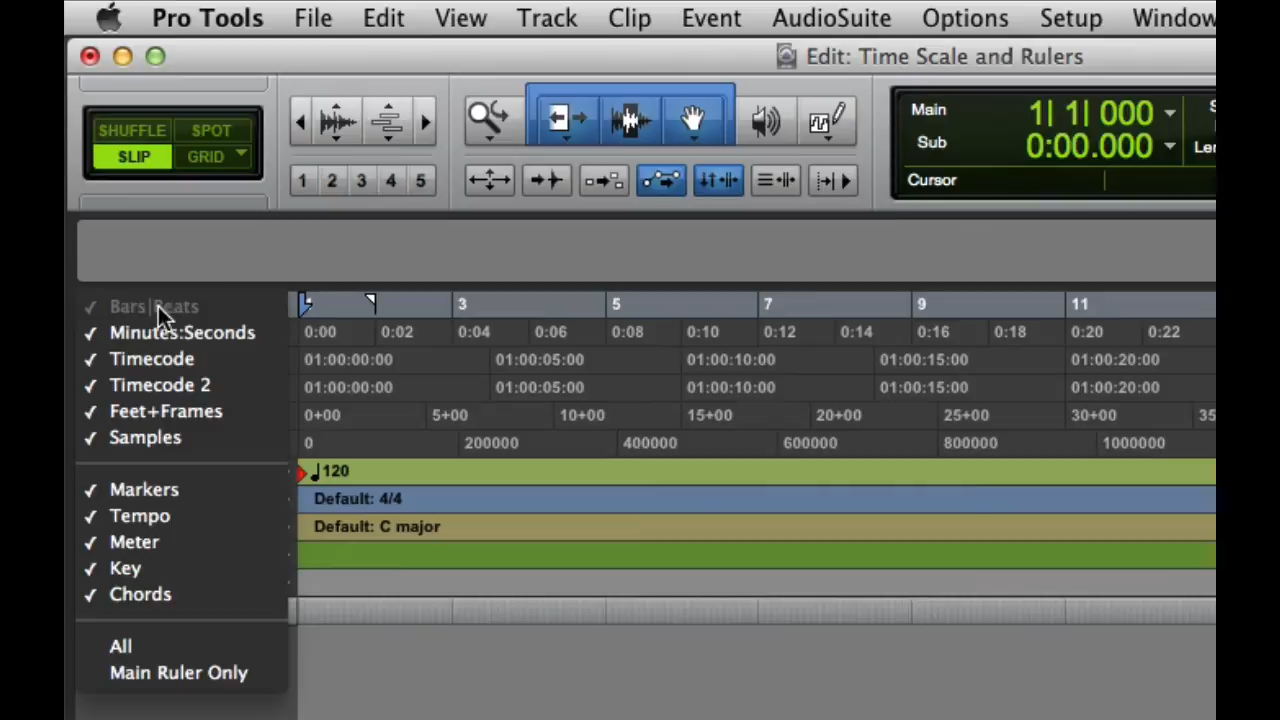 Pro Tools File Edit View Track Clip Event AudioSuite Options Setup Window
Edit: Time Scale and Rulers
SHUFFLE SPOT
SLIP GRID
1 2 3 4 5
Main 1| 1| 000
Sub 0:00.000
Cursor
Bars|Beats
Minutes:Seconds
Timecode
Timecode 2
Feet+Frames
Samples
Markers
Tempo
Meter
Key
Chords
All
Main Ruler Only
3 5 7 9 11
0:00 0:02 0:04 0:06 0:08 0:10 0:12 0:14 0:16 0:18 0:20 0:22
01:00:00:00 01:00:05:00 01:00:10:00 01:00:15:00 01:00:20:00
01:00:00:00 01:00:05:00 01:00:10:00 01:00:15:00 01:00:20:00
0+00 5+00 10+00 15+00 20+00 25+00 30+00 35
0 200000 400000 600000 800000 1000000
120
Default: 4/4
Default: C major